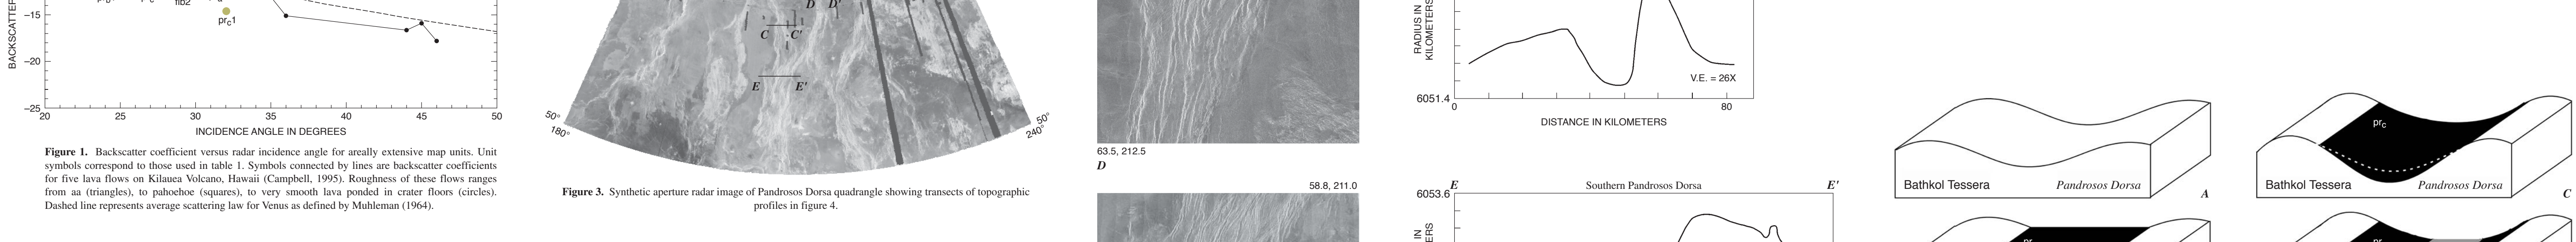 BACKSCATTER
fib2
–15
pr_c1
–20
–25
20 25 30 35 40 45 50
INCIDENCE ANGLE IN DEGREES
Figure 1. Backscatter coefficient versus radar incidence angle for areally extensive map units. Unit
symbols correspond to those used in table 1. Symbols connected by lines are backscatter coefficients
for five lava flows on Kilauea Volcano, Hawaii (Campbell, 1995). Roughness of these flows ranges
from aa (triangles), to pahoehoe (squares), to very smooth lava ponded in crater floors (circles).
Dashed line represents average scattering law for Venus as defined by Muhleman (1964).
D D'
C C'
E E'
50° 50°
180° 240°
Figure 3. Synthetic aperture radar image of Pandrosos Dorsa quadrangle showing transects of topographic
profiles in figure 4.
63.5, 212.5
D
58.8, 211.0
RADIUS IN
KILOMETERS
V.E. = 26X
6051.4
0 80
DISTANCE IN KILOMETERS
E Southern Pandrosos Dorsa E'
6053.6
Bathkol Tessera Pandrosos Dorsa
A
pr_c
Bathkol Tessera Pandrosos Dorsa
C